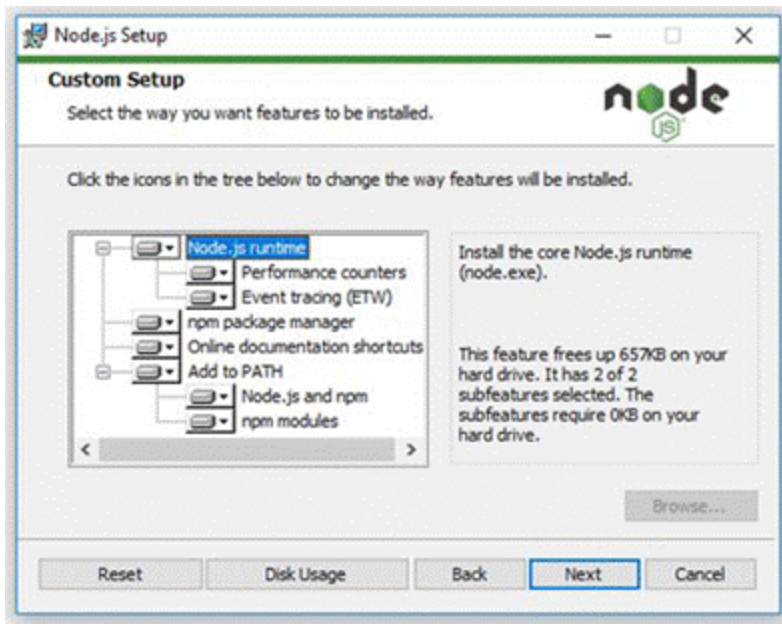 Node.js Setup
Custom Setup
Select the way you want features to be installed.
node
JS
Click the icons in the tree below to change the way features will be installed.
Node.js runtime
Performance counters
Event tracing (ETW)
npm package manager
Online documentation shortcuts
Add to PATH
Node.js and npm
npm modules
Install the core Node.js runtime
(node.exe).
This feature frees up 657KB on your
hard drive. It has 2 of 2
subfeatures selected. The
subfeatures require 0KB on your
hard drive.
Browse...
Reset
Disk Usage
Back
Next
Cancel